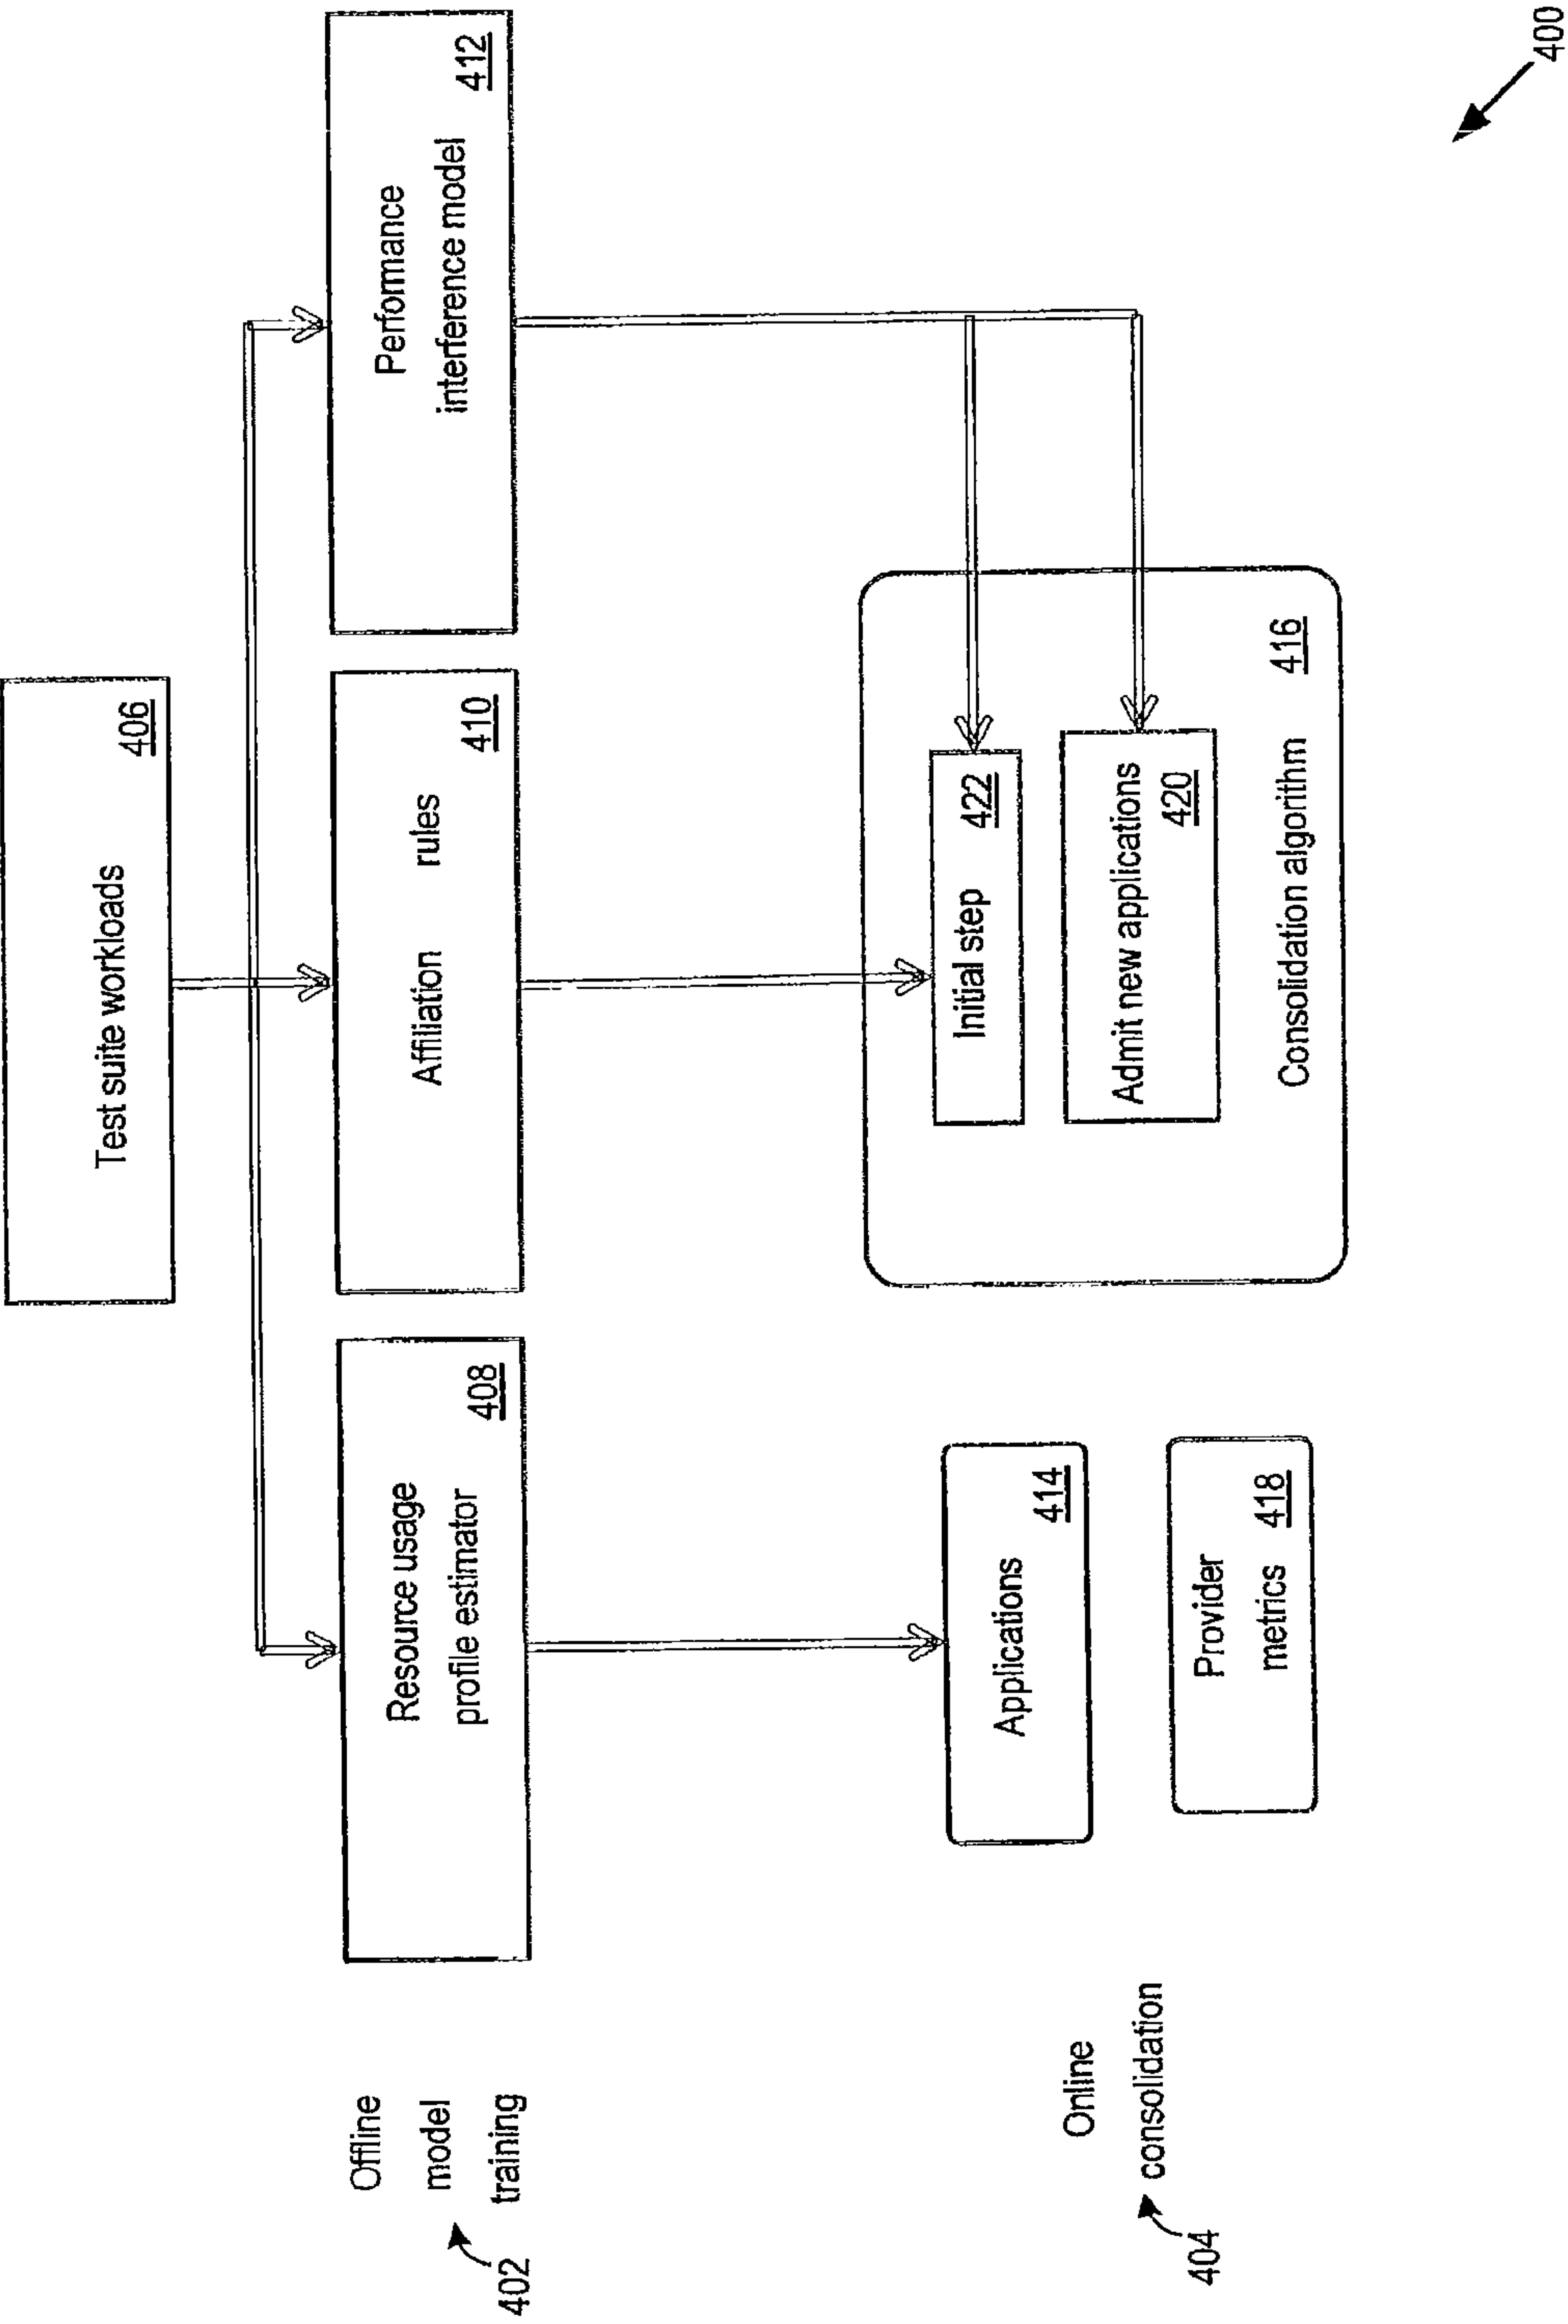 Test suite workloads
406
Offline
model
training
402
Resource usage
profile estimator
408
Affiliation rules
410
Performance
interference model
412
Online
consolidation
404
Applications
414
Provider
metrics 418
Initial step 422
Admit new applications
420
Consolidation algorithm 416
400